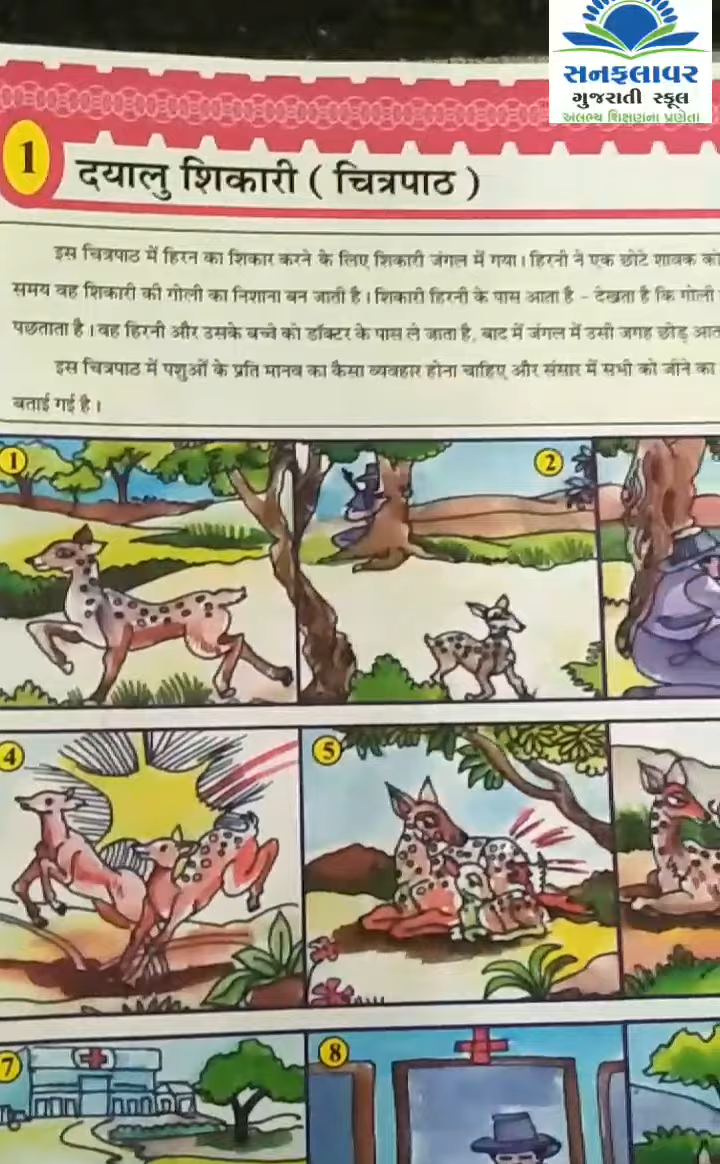 સનફલાવર
ગુજરાતી સ્કૂલ
અલભ્ય શિક્ષણના પ્રણેતા
1
दयालु शिकारी ( चित्रपाठ )
इस चित्रपाठ में हिरन का शिकार करने के लिए शिकारी जंगल में गया। हिरनी ने एक छोटे शावक को
समय वह शिकारी की गोली का निशाना बन जाती है। शिकारी हिरनी के पास आता है - देखता है कि गोली
पछताता है। वह हिरनी और उसके बच्चे को डॉक्टर के पास ले जाता है, बाद में जंगल में उसी जगह छोड़ आत
इस चित्रपाठ में पशुओं के प्रति मानव का कैसा व्यवहार होना चाहिए और संसार में सभी को जीने का
बताई गई है।
1
2
4
5
7
8